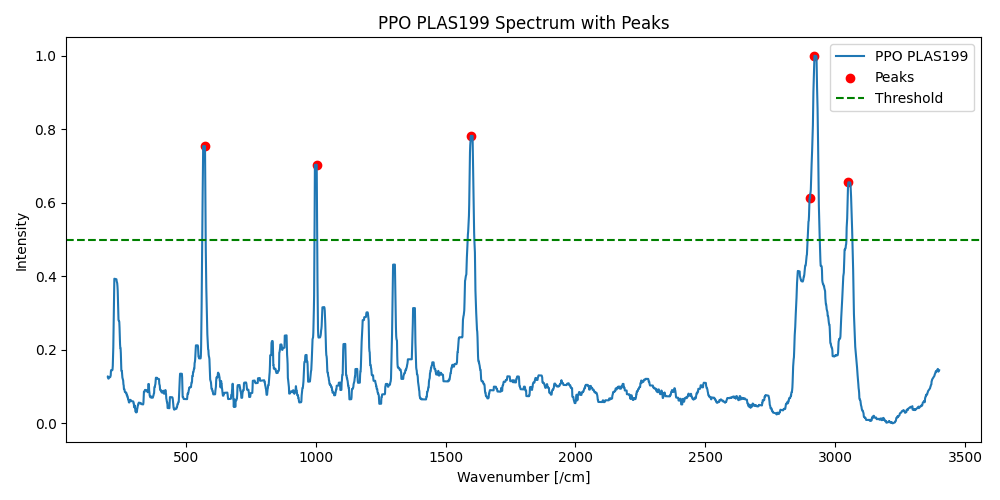 PPO PLAS199 Spectrum with Peaks
PPO PLAS199
Peaks
Threshold
Intensity
1.0
0.8
0.6
0.4
0.2
0.0
500
1000
1500
2000
2500
3000
3500
Wavenumber [/cm]